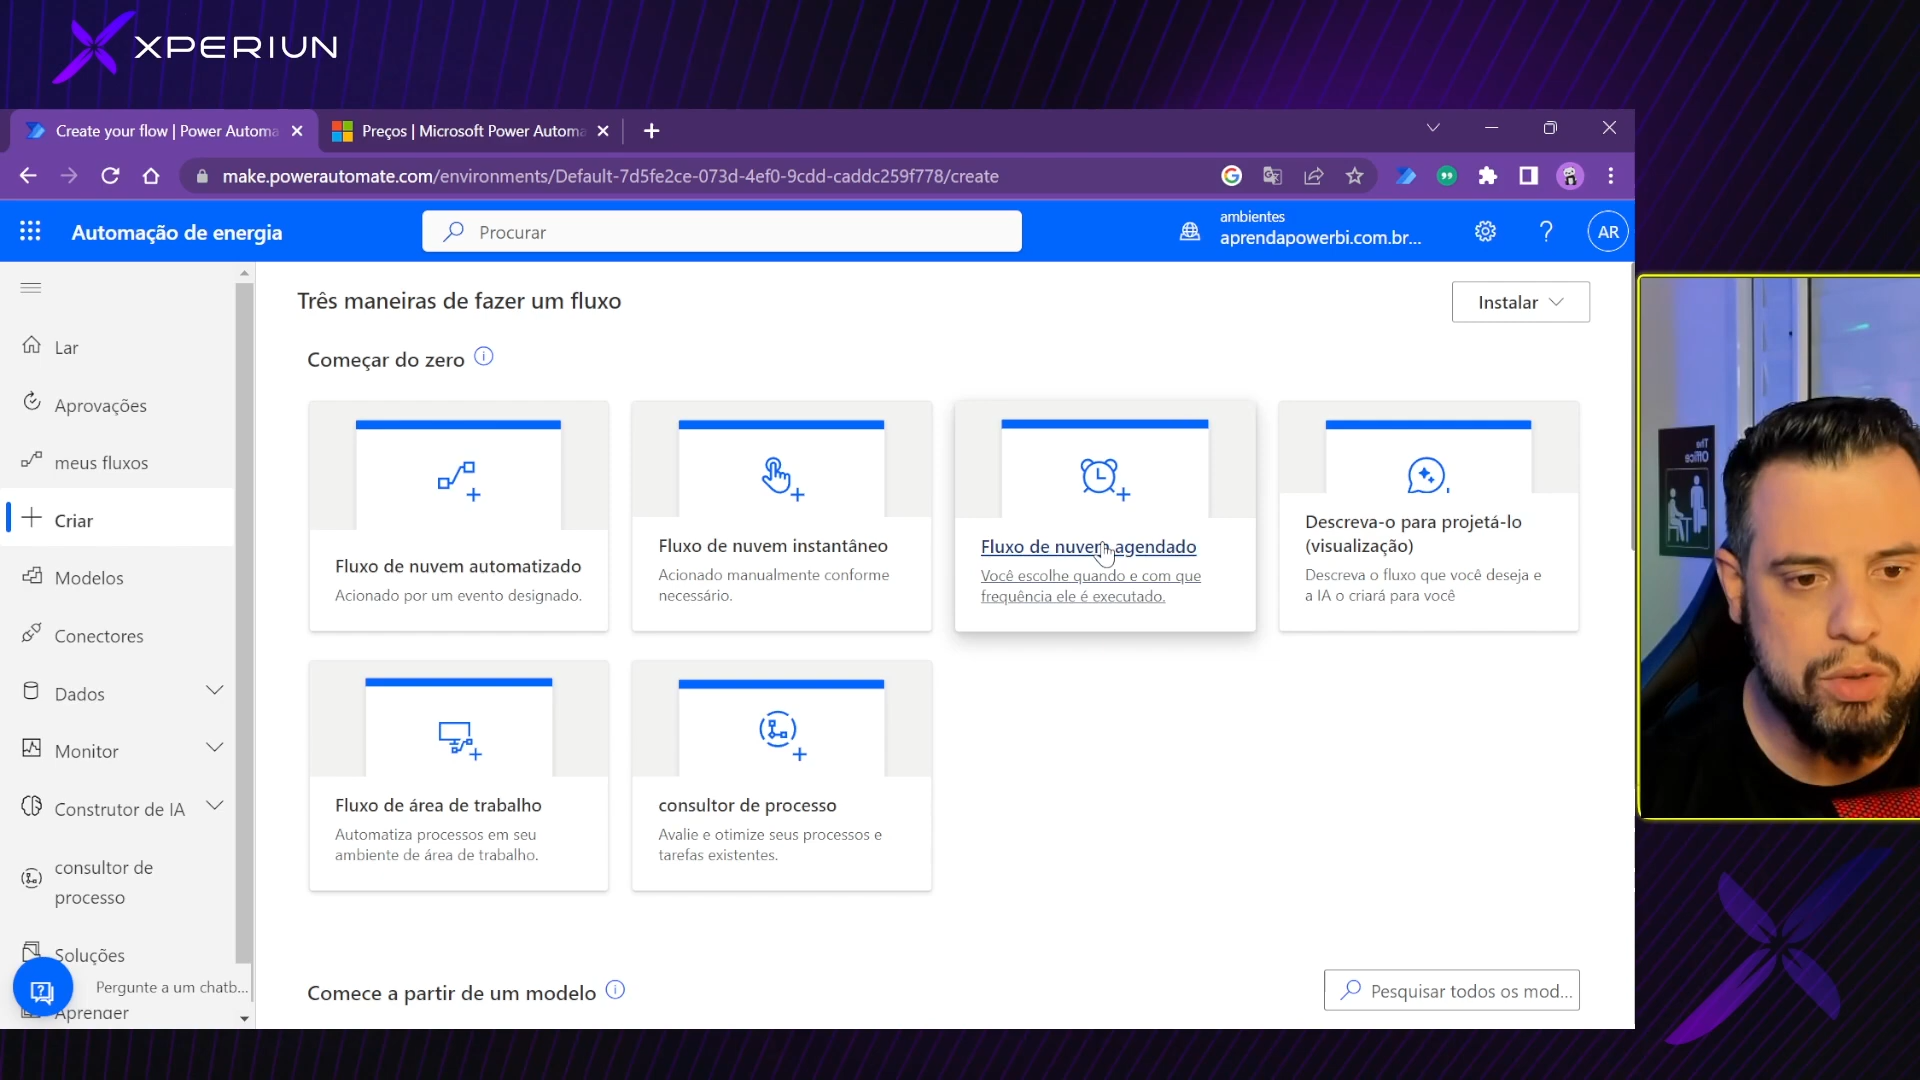 XPERIUN
Create your flow | Power Automa
Preços | Microsoft Power Automa
make.powerautomate.com/environments/Default-7d5fe2ce-073d-4ef0-9cdd-caddc259f778/create
Automação de energia
Procurar
ambientes
aprendapowerbi.com.br...
AR
Lar
Aprovações
meus fluxos
Criar
Modelos
Conectores
Dados
Monitor
Construtor de IA
consultor de
processo
Soluções
Pergunte a um chatb...
Aprender
Três maneiras de fazer um fluxo
Instalar
Começar do zero
Fluxo de nuvem automatizado
Acionado por um evento designado.
Fluxo de nuvem instantâneo
Acionado manualmente conforme
necessário.
Fluxo de nuvem agendado
Você escolhe quando e com que
frequência ele é executado.
Descreva-o para projetá-lo
(visualização)
Descreva o fluxo que você deseja e
a IA o criará para você
Fluxo de área de trabalho
Automatiza processos em seu
ambiente de área de trabalho.
consultor de processo
Avalie e otimize seus processos e
tarefas existentes.
Comece a partir de um modelo
Pesquisar todos os mod...
The
Office